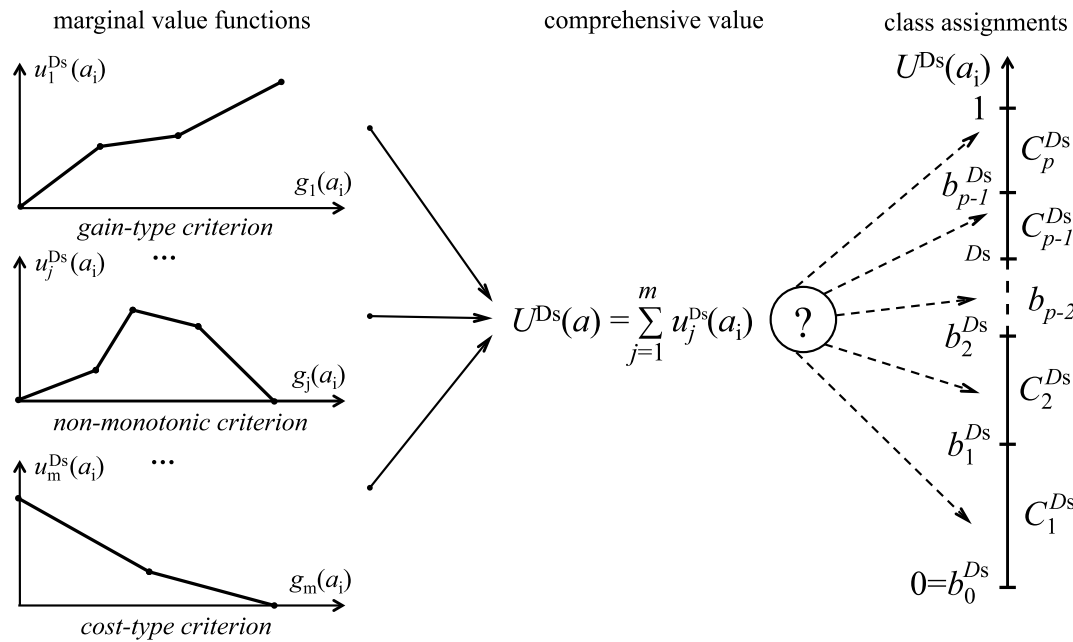 marginal value functions
comprehensive value
class assignments
u_1^Ds(a_i)
g_1(a_i)
gain-type criterion
...
u_j^Ds(a_i)
g_j(a_i)
non-monotonic criterion
...
u_m^Ds(a_i)
g_m(a_i)
cost-type criterion
U^Ds(a) = ∑_{j=1}^{m} u_j^Ds(a_i)
?
U^Ds(a_i)
1
C_p^Ds
b_{p-1}^Ds
C_{p-1}^Ds
Ds
b_{p-2}
b_2^Ds
C_2^Ds
b_1^Ds
C_1^Ds
0=b_0^Ds